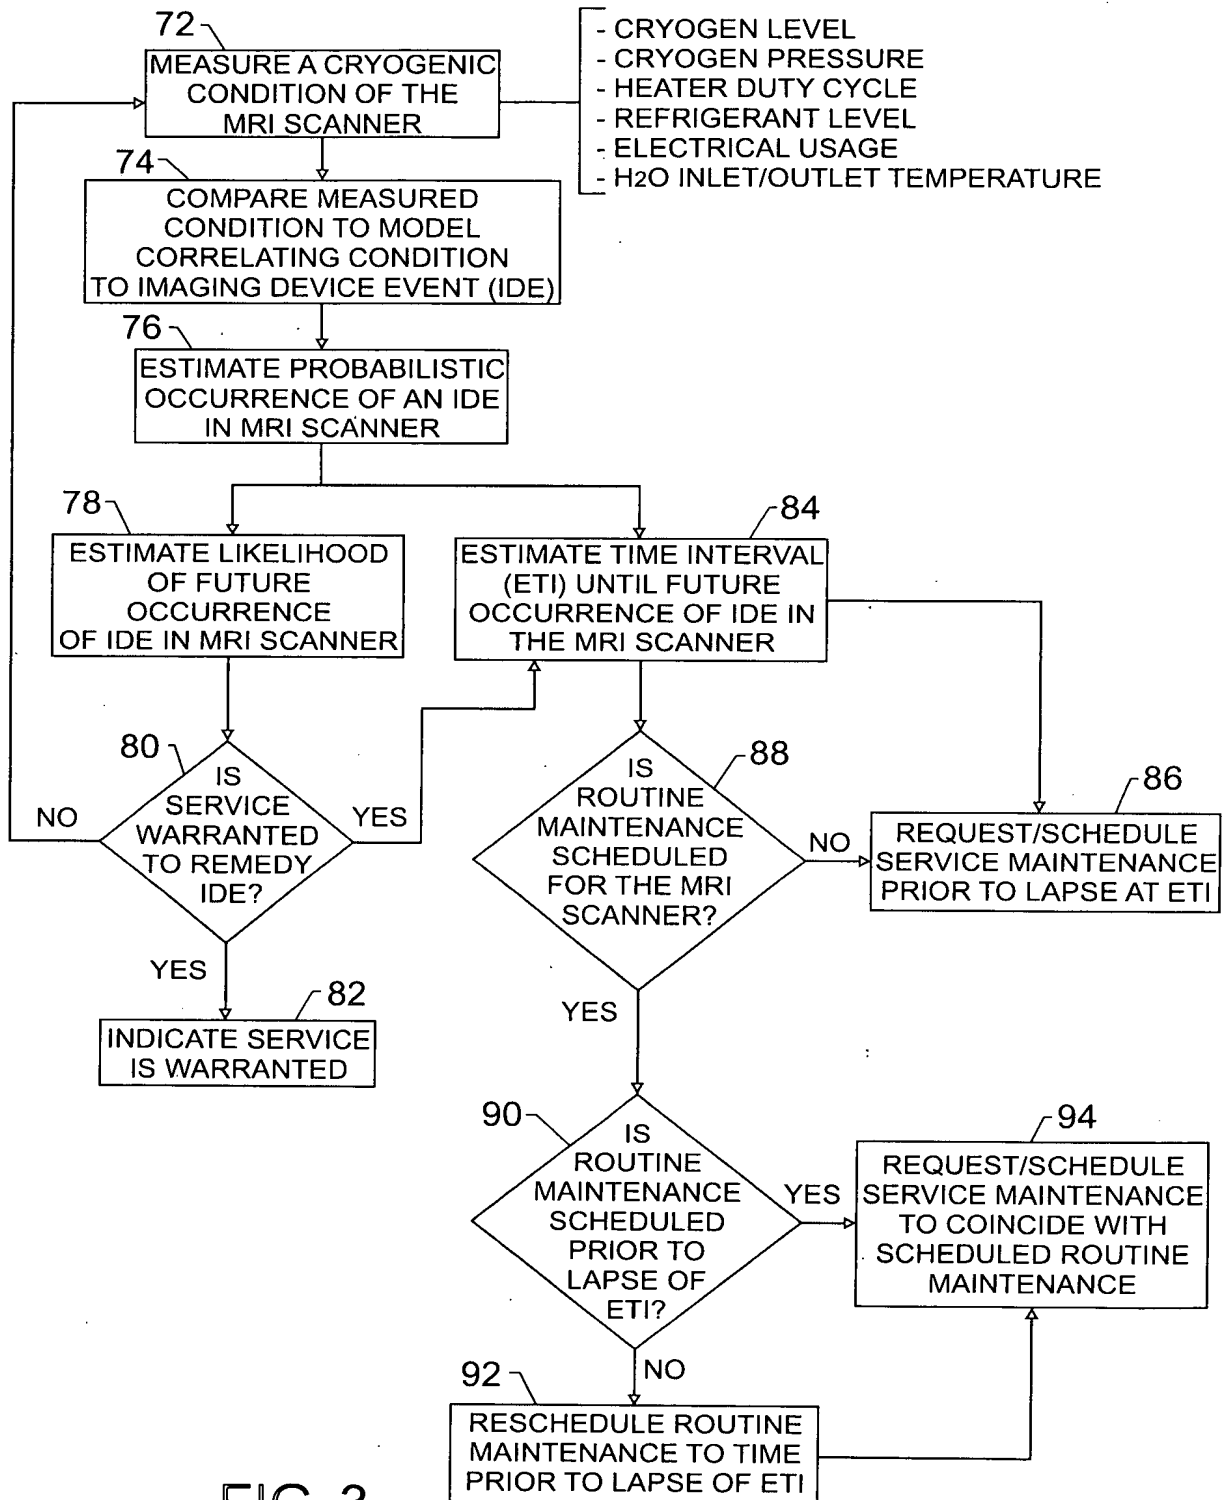 72
MEASURE A CRYOGENIC
CONDITION OF THE
MRI SCANNER
- CRYOGEN LEVEL
- CRYOGEN PRESSURE
- HEATER DUTY CYCLE
- REFRIGERANT LEVEL
- ELECTRICAL USAGE
- H2O INLET/OUTLET TEMPERATURE
74
COMPARE MEASURED
CONDITION TO MODEL
CORRELATING CONDITION
TO IMAGING DEVICE EVENT (IDE)
76
ESTIMATE PROBABILISTIC
OCCURRENCE OF AN IDE
IN MRI SCANNER
78
ESTIMATE LIKELIHOOD
OF FUTURE
OCCURRENCE
OF IDE IN MRI SCANNER
84
ESTIMATE TIME INTERVAL
(ETI) UNTIL FUTURE
OCCURRENCE OF IDE IN
THE MRI SCANNER
80
IS
SERVICE
WARRANTED
TO REMEDY
IDE?
NO
YES
YES
82
INDICATE SERVICE
IS WARRANTED
88
IS
ROUTINE
MAINTENANCE
SCHEDULED
FOR THE MRI
SCANNER?
NO
YES
86
REQUEST/SCHEDULE
SERVICE MAINTENANCE
PRIOR TO LAPSE AT ETI
90
IS
ROUTINE
MAINTENANCE
SCHEDULED
PRIOR TO
LAPSE OF
ETI?
YES
NO
94
REQUEST/SCHEDULE
SERVICE MAINTENANCE
TO COINCIDE WITH
SCHEDULED ROUTINE
MAINTENANCE
92
RESCHEDULE ROUTINE
MAINTENANCE TO TIME
PRIOR TO LAPSE OF ETI
FIG. 3